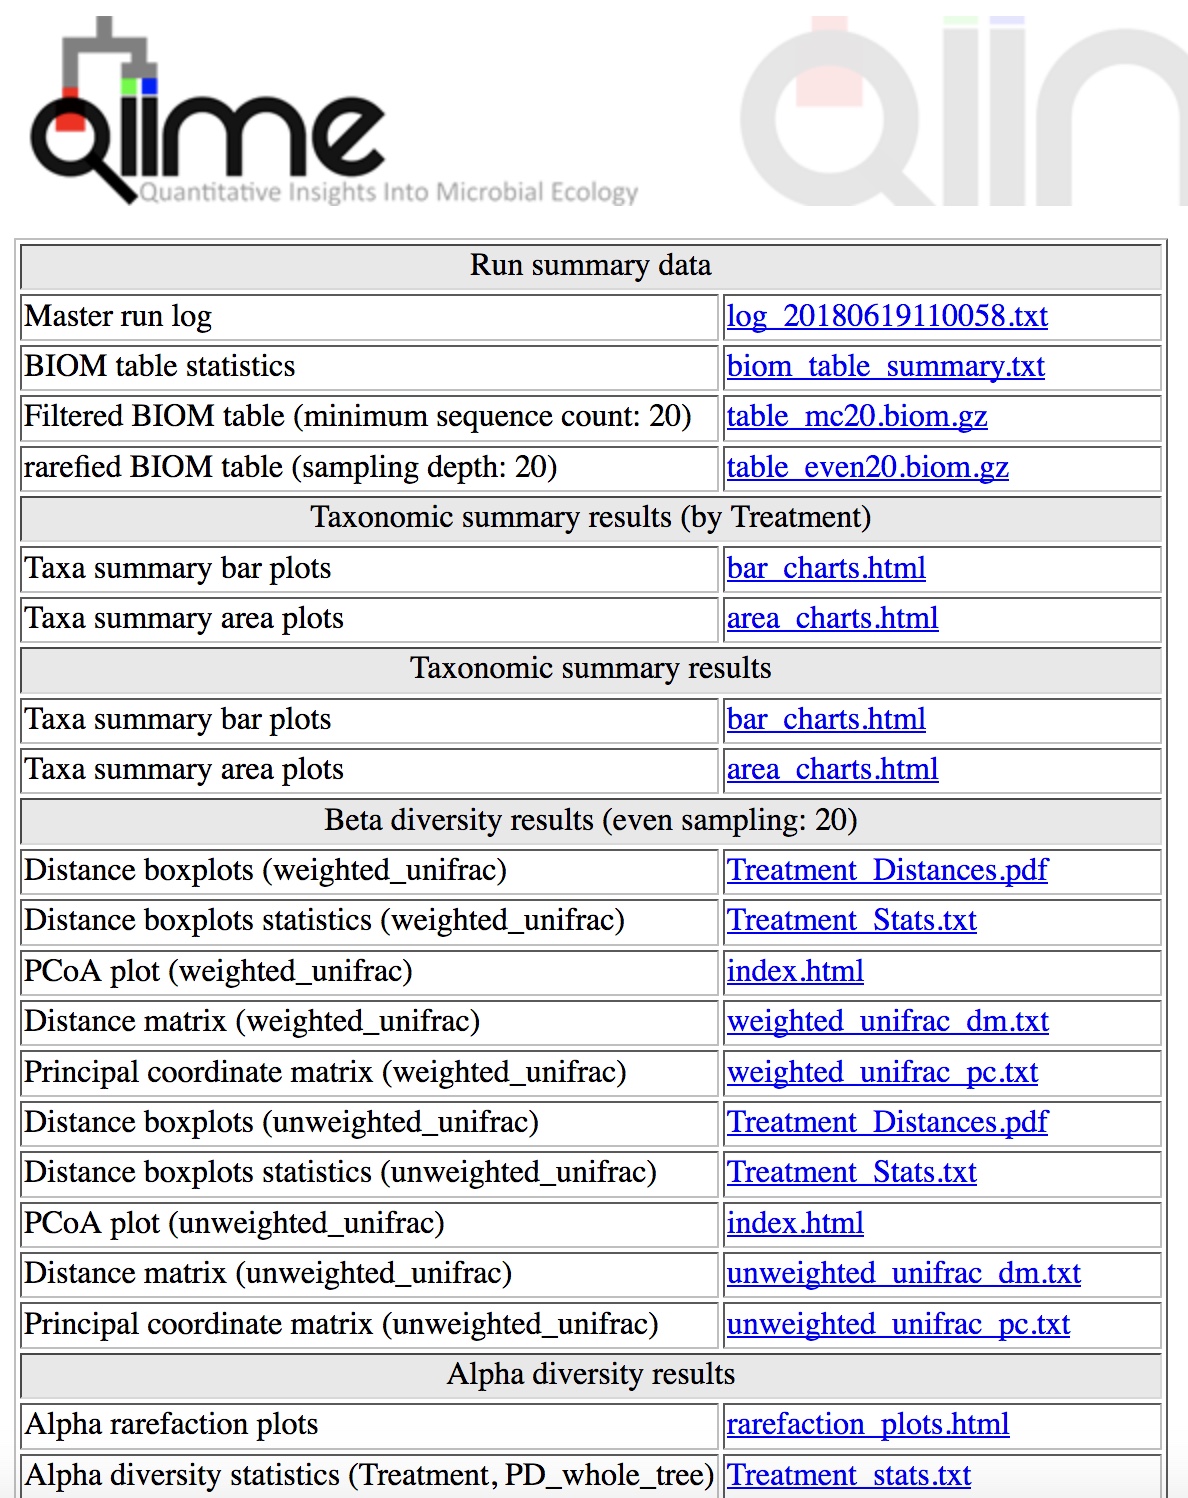 Qiime
Quantitative Insights Into Microbial Ecology
Qiin
Run summary data
Master run log log_20180619110058.txt
BIOM table statistics biom_table_summary.txt
Filtered BIOM table (minimum sequence count: 20) table_mc20.biom.gz
rarefied BIOM table (sampling depth: 20) table_even20.biom.gz
Taxonomic summary results (by Treatment)
Taxa summary bar plots bar_charts.html
Taxa summary area plots area_charts.html
Taxonomic summary results
Taxa summary bar plots bar_charts.html
Taxa summary area plots area_charts.html
Beta diversity results (even sampling: 20)
Distance boxplots (weighted_unifrac) Treatment_Distances.pdf
Distance boxplots statistics (weighted_unifrac) Treatment_Stats.txt
PCoA plot (weighted_unifrac) index.html
Distance matrix (weighted_unifrac) weighted_unifrac_dm.txt
Principal coordinate matrix (weighted_unifrac) weighted_unifrac_pc.txt
Distance boxplots (unweighted_unifrac) Treatment_Distances.pdf
Distance boxplots statistics (unweighted_unifrac) Treatment_Stats.txt
PCoA plot (unweighted_unifrac) index.html
Distance matrix (unweighted_unifrac) unweighted_unifrac_dm.txt
Principal coordinate matrix (unweighted_unifrac) unweighted_unifrac_pc.txt
Alpha diversity results
Alpha rarefaction plots rarefaction_plots.html
Alpha diversity statistics (Treatment, PD_whole_tree) Treatment_stats.txt